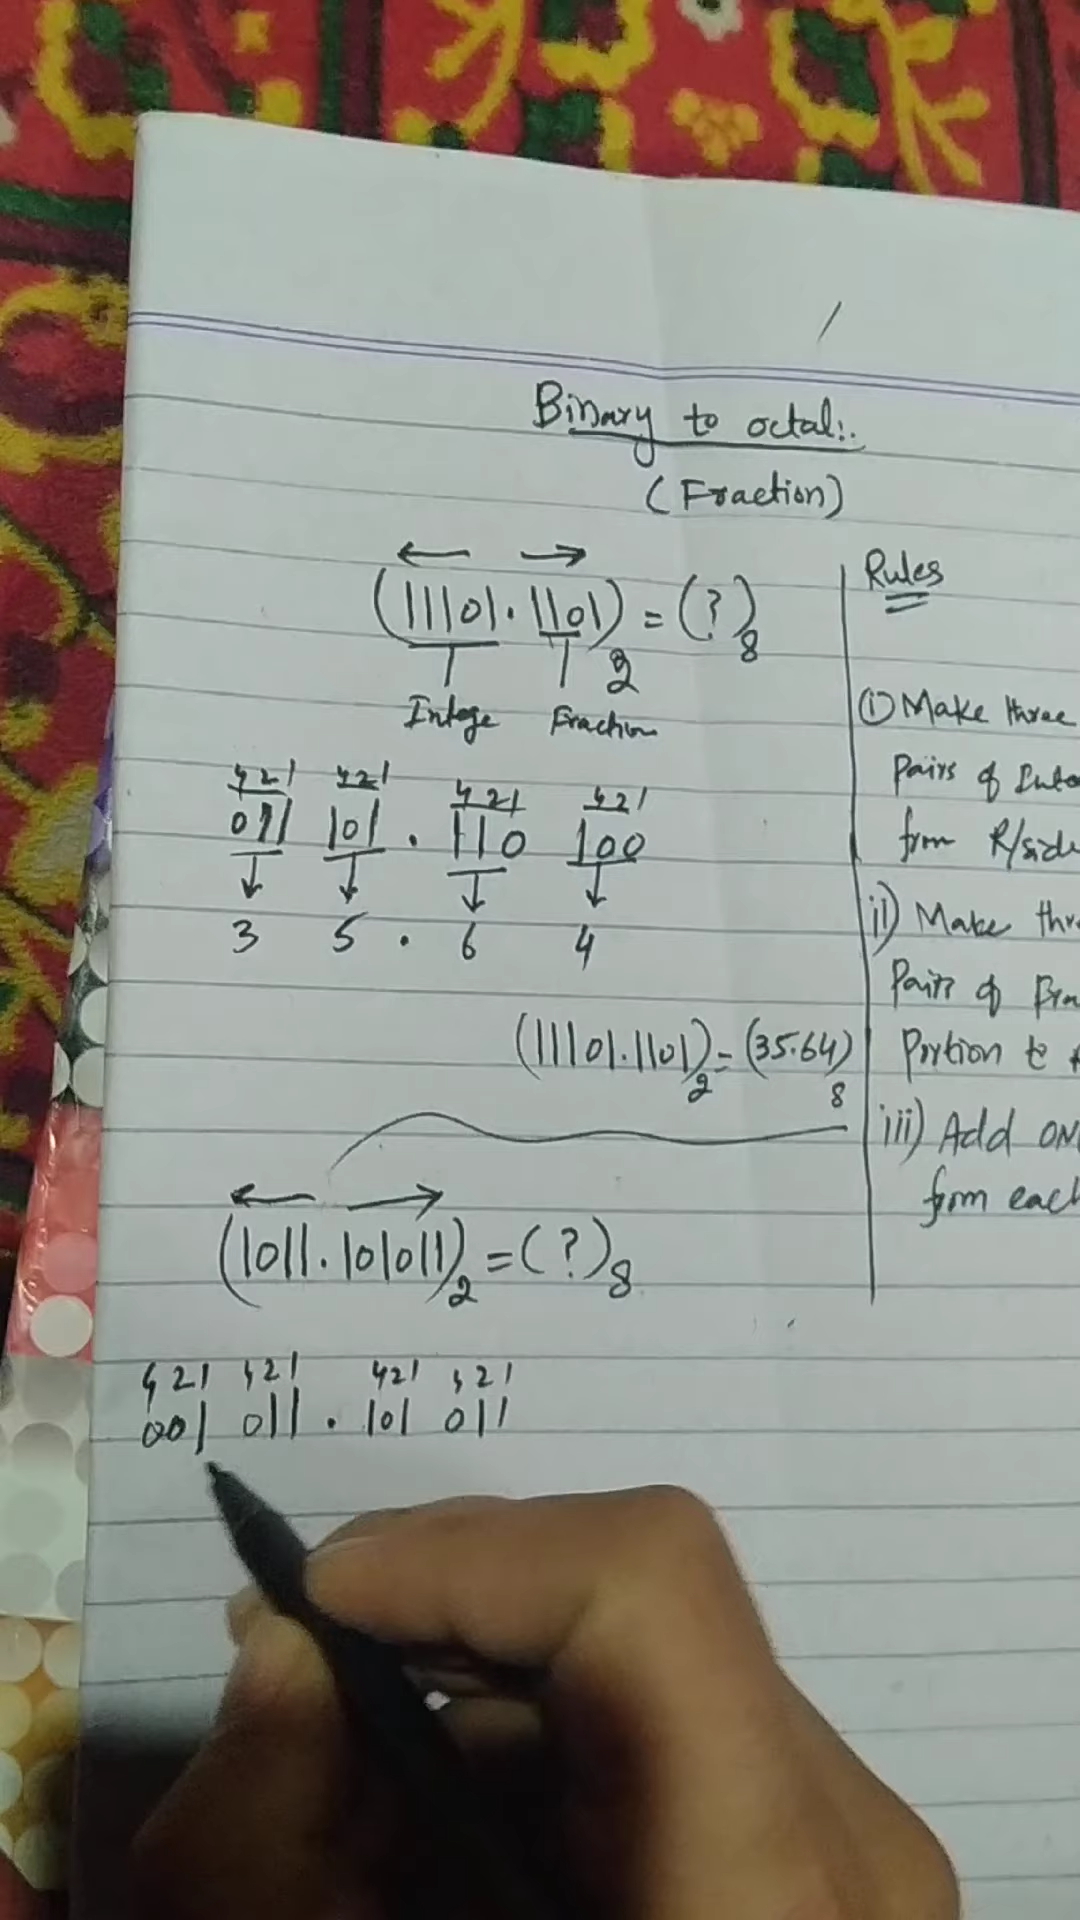 Binary to octal:.
(Fraction)
(11101.1101)2 = (?)8
Intege Fraction
421 421 421 421
011 101 . 110 100
3 5 . 6 4
(11101.1101)2 = (35.64)8
(1011.101011)2 = (?)8
421 421 421 421
001 011 . 101 011
Rules
(i) Make three
Pairs of
from R/side
ii) Make
Pairs of
Portion to
iii) Add
from each